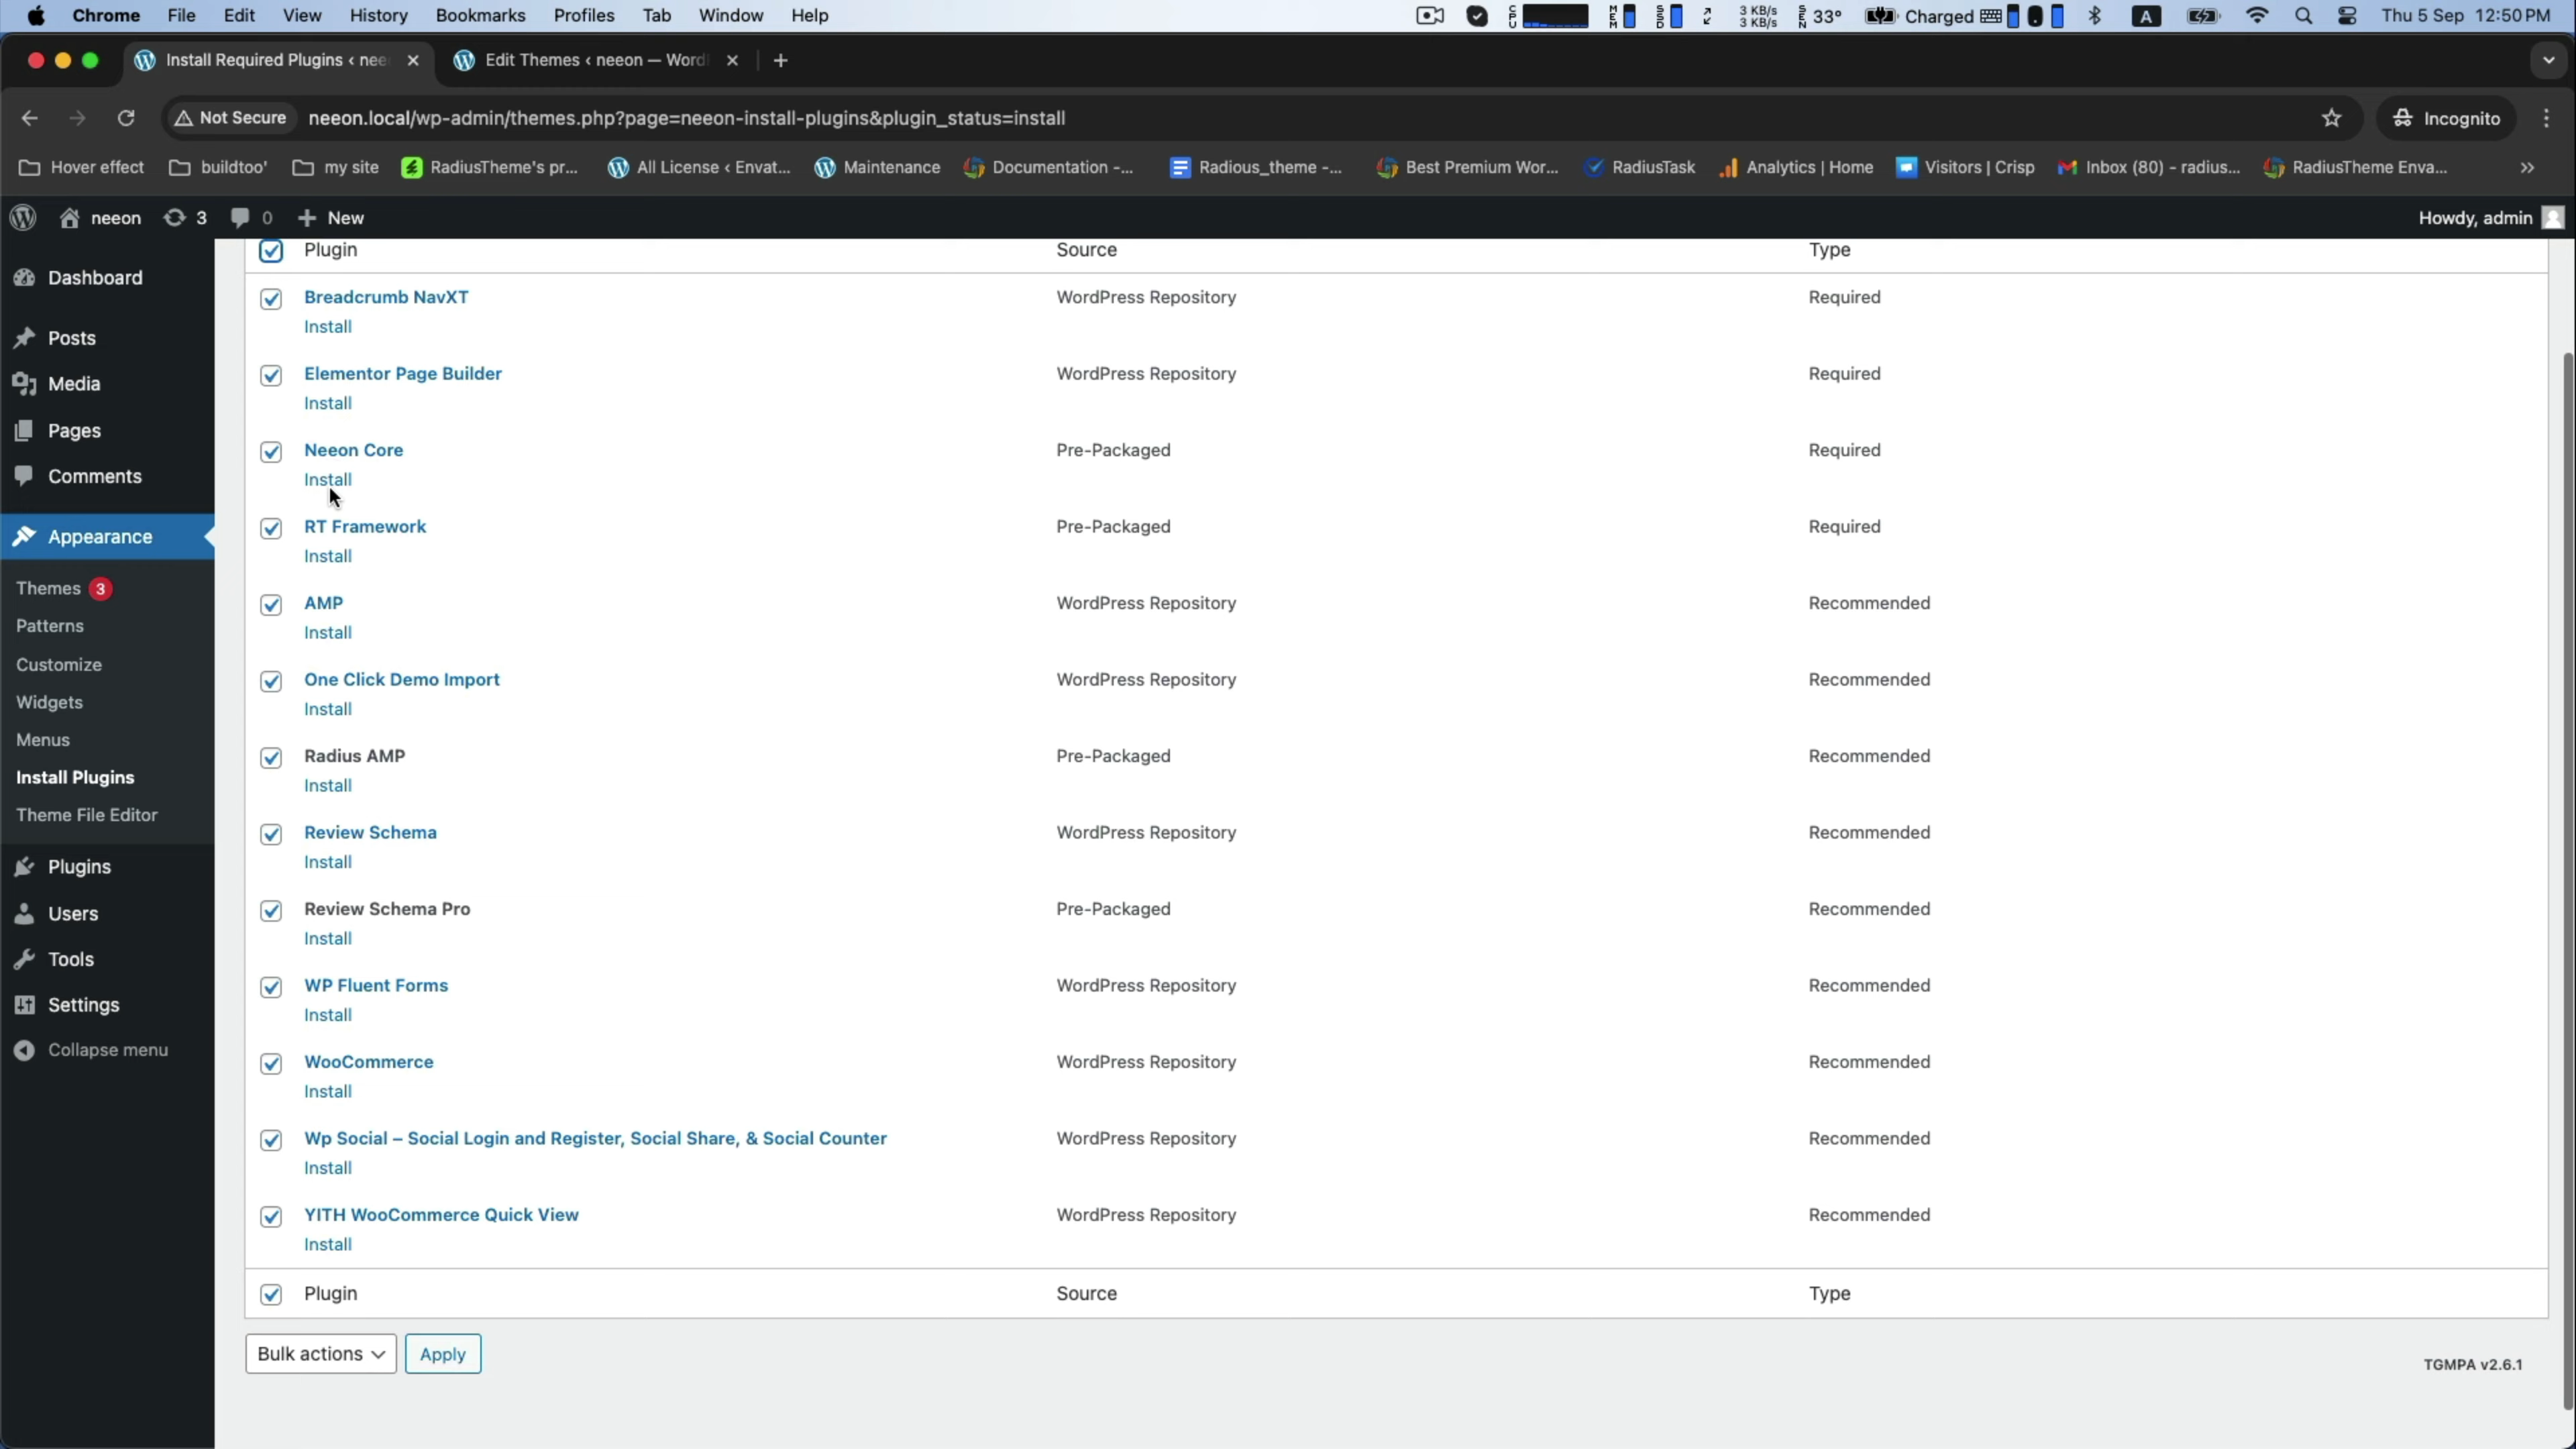 Chrome File Edit View History Bookmarks Profiles Tab Window Help CPU MEM SSD 3 KB/s 3 KB/s SEN 33° Charged A Thu 5 Sep 12:50 PM
Install Required Plugins ‹ nee Edit Themes ‹ neeon — Word
Not Secure neeon.local/wp-admin/themes.php?page=neeon-install-plugins&plugin_status=install Incognito
Hover effect buildtoo' my site RadiusTheme's pr... All License ‹ Envat... Maintenance Documentation -... Radious_theme -... Best Premium Wor... RadiusTask Analytics | Home Visitors | Crisp Inbox (80) - radius... RadiusTheme Enva... »
neeon 3 0 + New Howdy, admin
Plugin Source Type
Dashboard
Breadcrumb NavXT WordPress Repository Required
Install
Posts
Elementor Page Builder WordPress Repository Required
Media
Install
Pages
Neeon Core Pre-Packaged Required
Comments
Install
RT Framework Pre-Packaged Required
Appearance
Install
Themes 3
AMP WordPress Repository Recommended
Patterns
Install
Customize
One Click Demo Import WordPress Repository Recommended
Widgets
Install
Menus
Radius AMP Pre-Packaged Recommended
Install Plugins
Install
Theme File Editor
Review Schema WordPress Repository Recommended
Install
Plugins
Review Schema Pro Pre-Packaged Recommended
Users
Install
Tools
WP Fluent Forms WordPress Repository Recommended
Settings
Install
Collapse menu
WooCommerce WordPress Repository Recommended
Install
Wp Social – Social Login and Register, Social Share, & Social Counter WordPress Repository Recommended
Install
YITH WooCommerce Quick View WordPress Repository Recommended
Install
Plugin Source Type
Bulk actions Apply
TGMPA v2.6.1